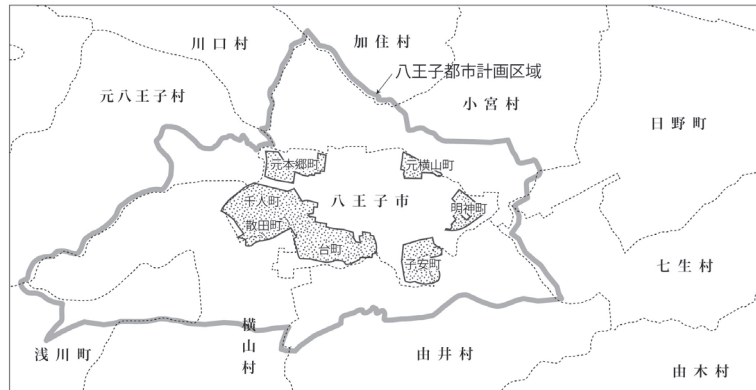 川口村
加住村
八王子都市計画区域
元八王子村
小宮村
日野町
元本郷町
元横山町
千人町
八王子市
明神町
散田町
台町
子安町
七生村
浅川町
横山村
由井村
由木村